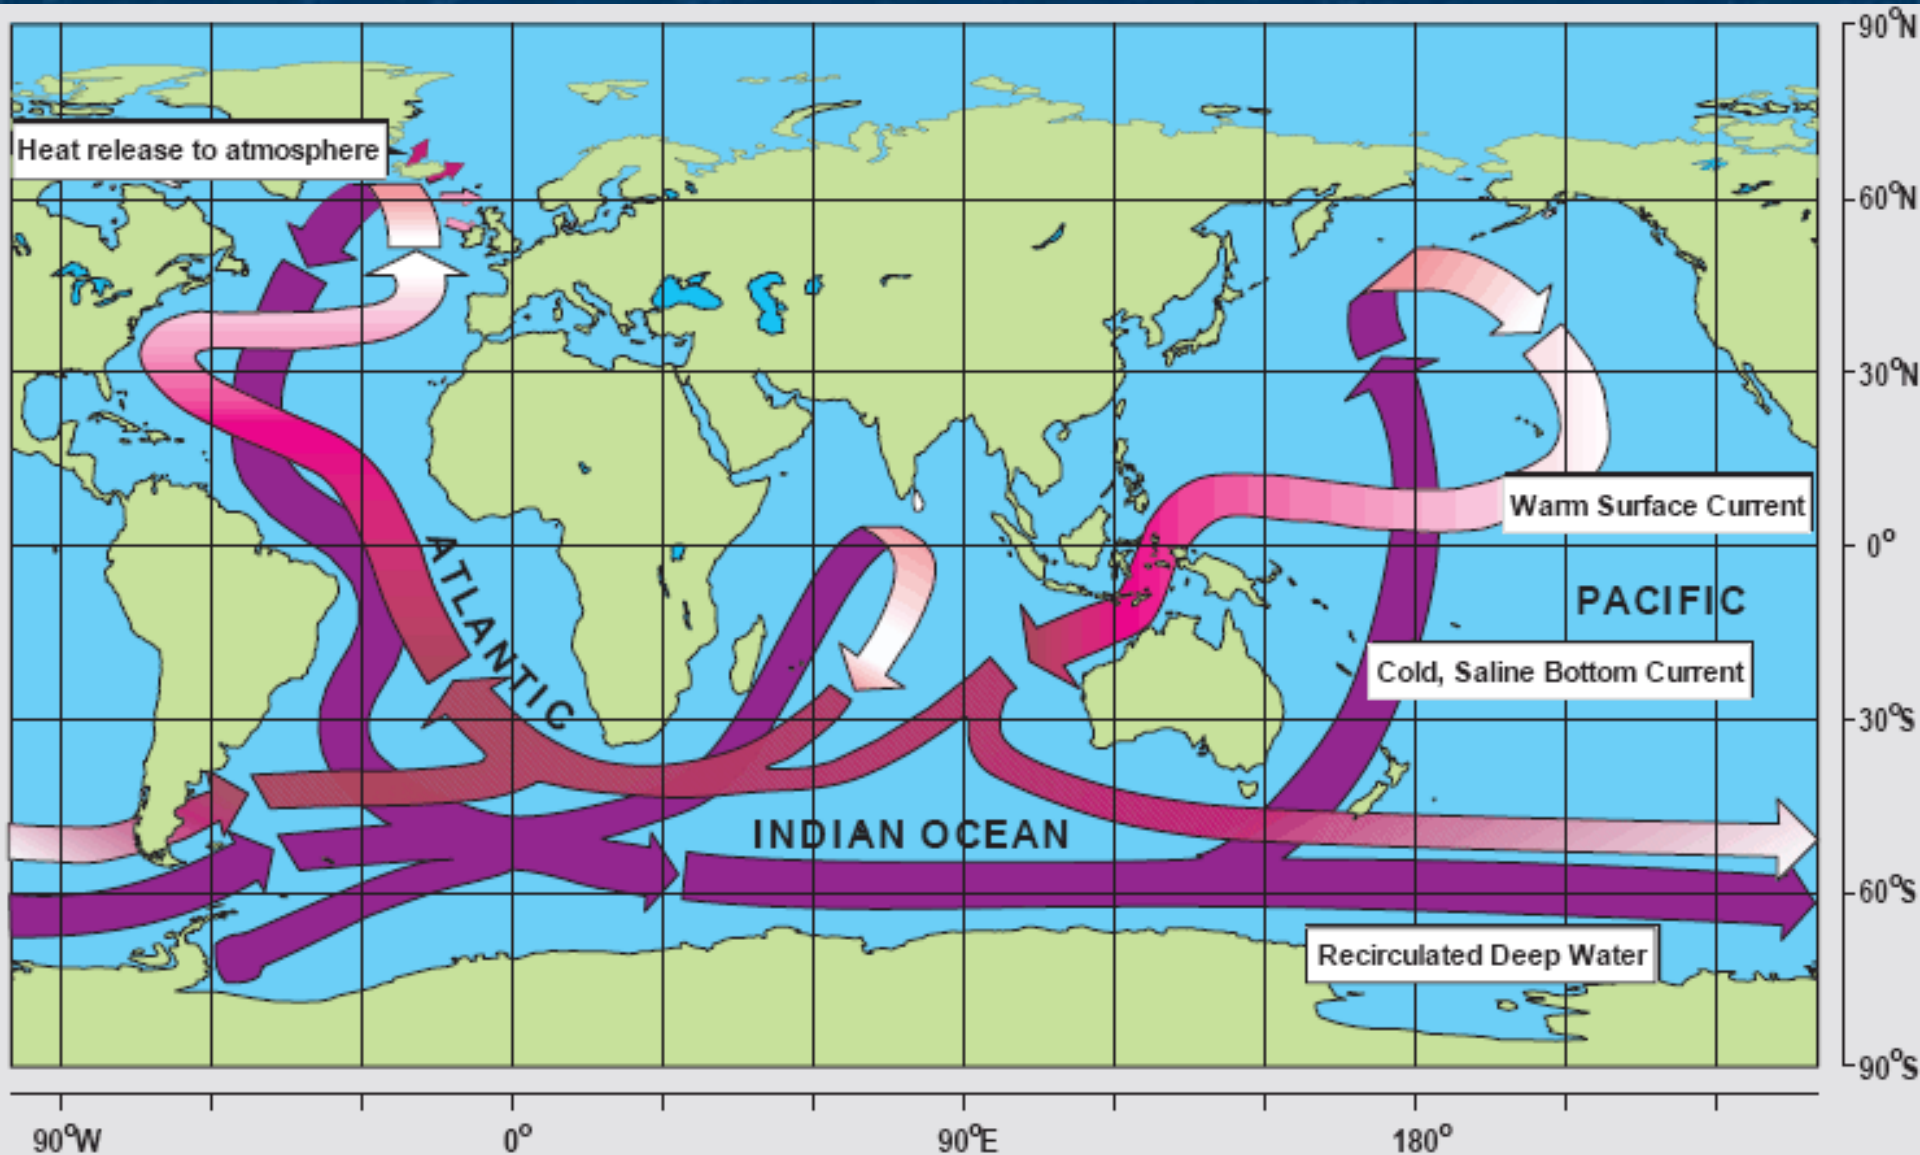 90°N
Heat release to atmosphere
60°N
30°N
Warm Surface Current
0°
ATLANTIC
PACIFIC
Cold, Saline Bottom Current
30°S
INDIAN OCEAN
60°S
Recirculated Deep Water
90°S
90°W
0°
90°E
180°